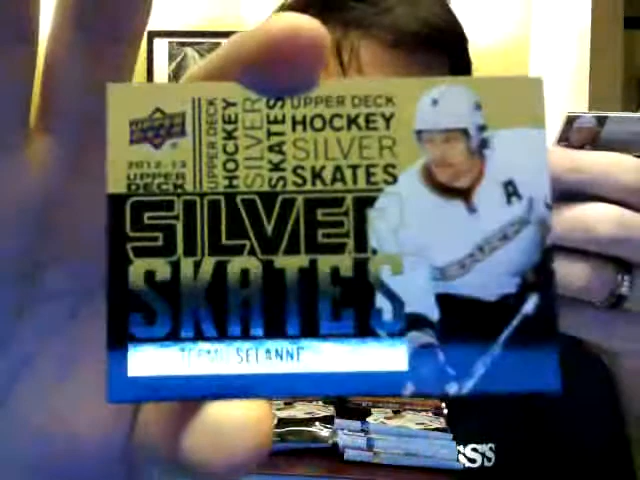 UPPER DECK
2012-13
UPPER
DECK
UPPER DECK
HOCKEY
SILVER
SKATES
UPPER DECK
HOCKEY
SILVER
SKATES
A
SILVER
SKATES
TEEMU SELANNE